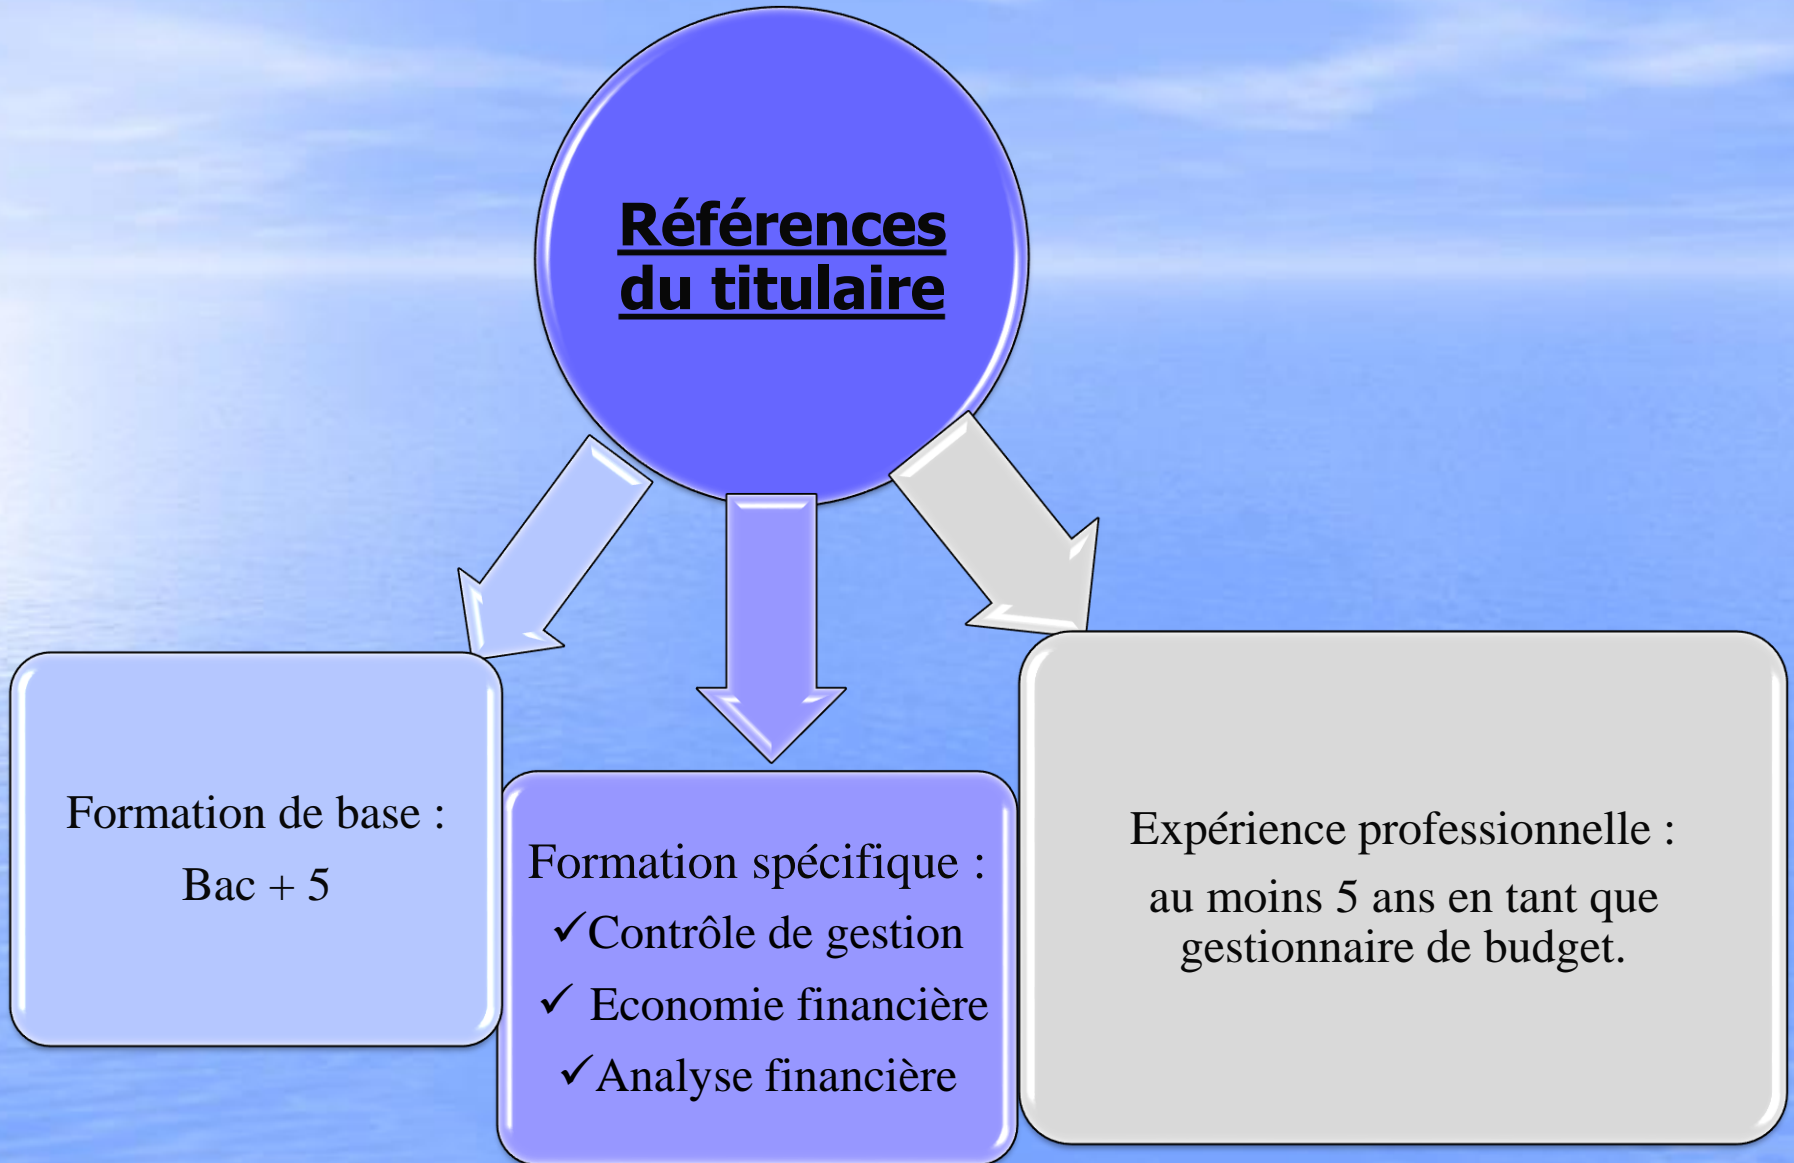 Références
du titulaire
Formation de base :
Bac + 5
Formation spécifique :
✓Contrôle de gestion
✓ Economie financière
✓Analyse financière
Expérience professionnelle :
au moins 5 ans en tant que
gestionnaire de budget.